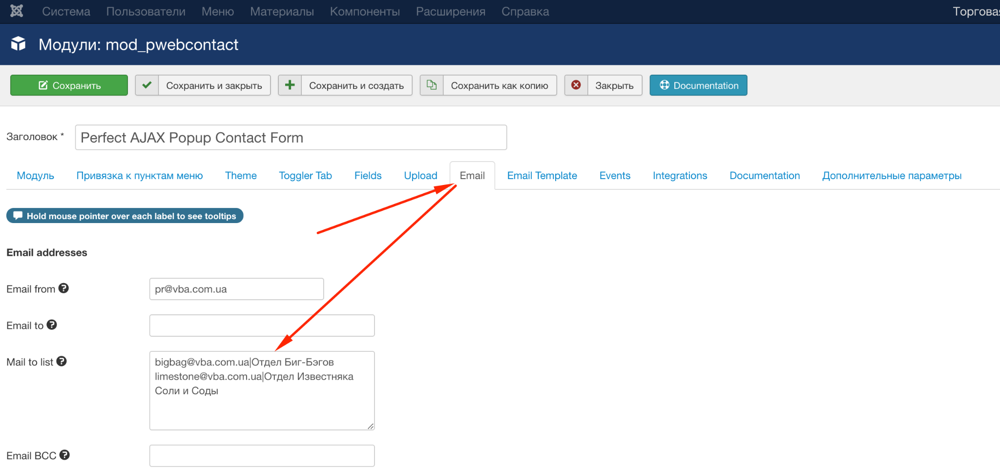 Система Пользователи Меню Материалы Компоненты Расширения Справка Торговая
Модули: mod_pwebcontact
Сохранить Сохранить и закрыть Сохранить и создать Сохранить как копию Закрыть Documentation
Заголовок * Perfect AJAX Popup Contact Form
Модуль Привязка к пунктам меню Theme Toggler Tab Fields Upload Email Email Template Events Integrations Documentation Дополнительные параметры
Hold mouse pointer over each label to see tooltips
Email addresses
Email from pr@vba.com.ua
Email to
Mail to list bigbag@vba.com.ua|Отдел Биг-Бэгов
limestone@vba.com.ua|Отдел Известняка
Соли и Соды
Email BCC